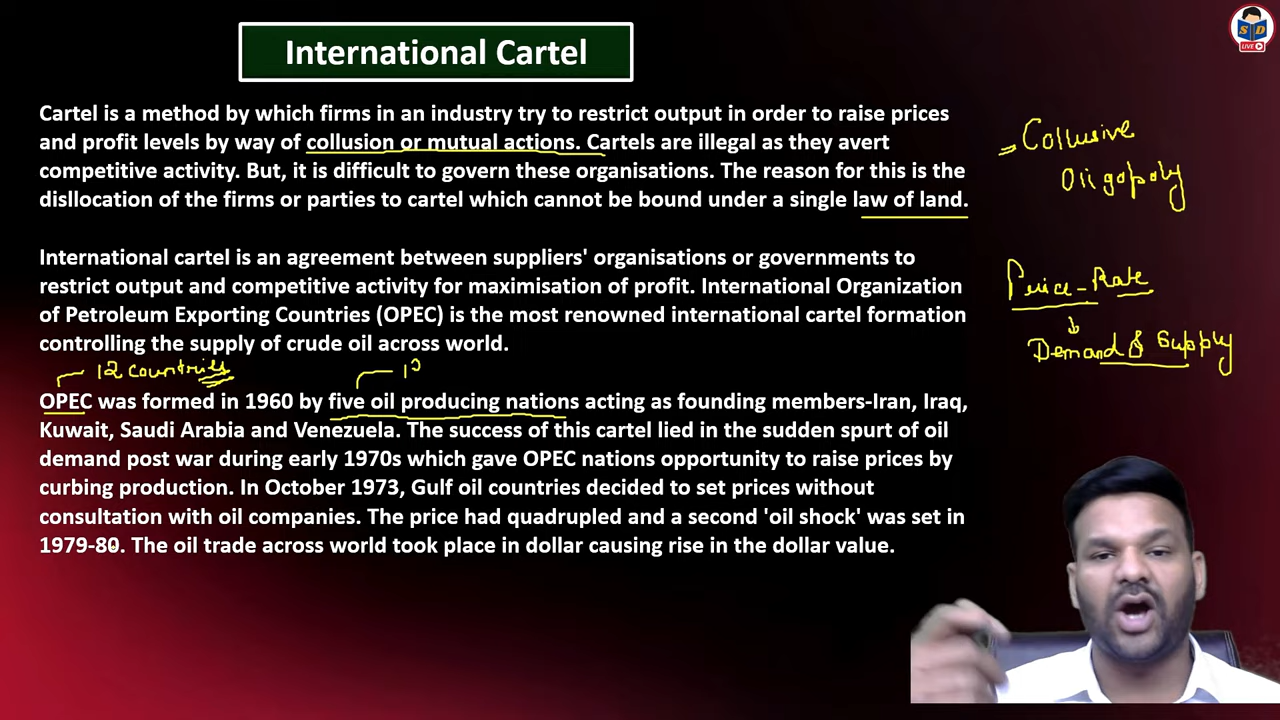 International Cartel
S D
LIVE
Cartel is a method by which firms in an industry try to restrict output in order to raise prices
and profit levels by way of collusion or mutual actions. Cartels are illegal as they avert
competitive activity. But, it is difficult to govern these organisations. The reason for this is the
dislocation of the firms or parties to cartel which cannot be bound under a single law of land.
Collusive
Oligopoly
International cartel is an agreement between suppliers' organisations or governments to
restrict output and competitive activity for maximisation of profit. International Organization
of Petroleum Exporting Countries (OPEC) is the most renowned international cartel formation
controlling the supply of crude oil across world.
Price - Rate
Demand & Supply
12 countries
OPEC was formed in 1960 by five oil producing nations acting as founding members-Iran, Iraq,
Kuwait, Saudi Arabia and Venezuela. The success of this cartel lied in the sudden spurt of oil
demand post war during early 1970s which gave OPEC nations opportunity to raise prices by
curbing production. In October 1973, Gulf oil countries decided to set prices without
consultation with oil companies. The price had quadrupled and a second 'oil shock' was set in
1979-80. The oil trade across world took place in dollar causing rise in the dollar value.